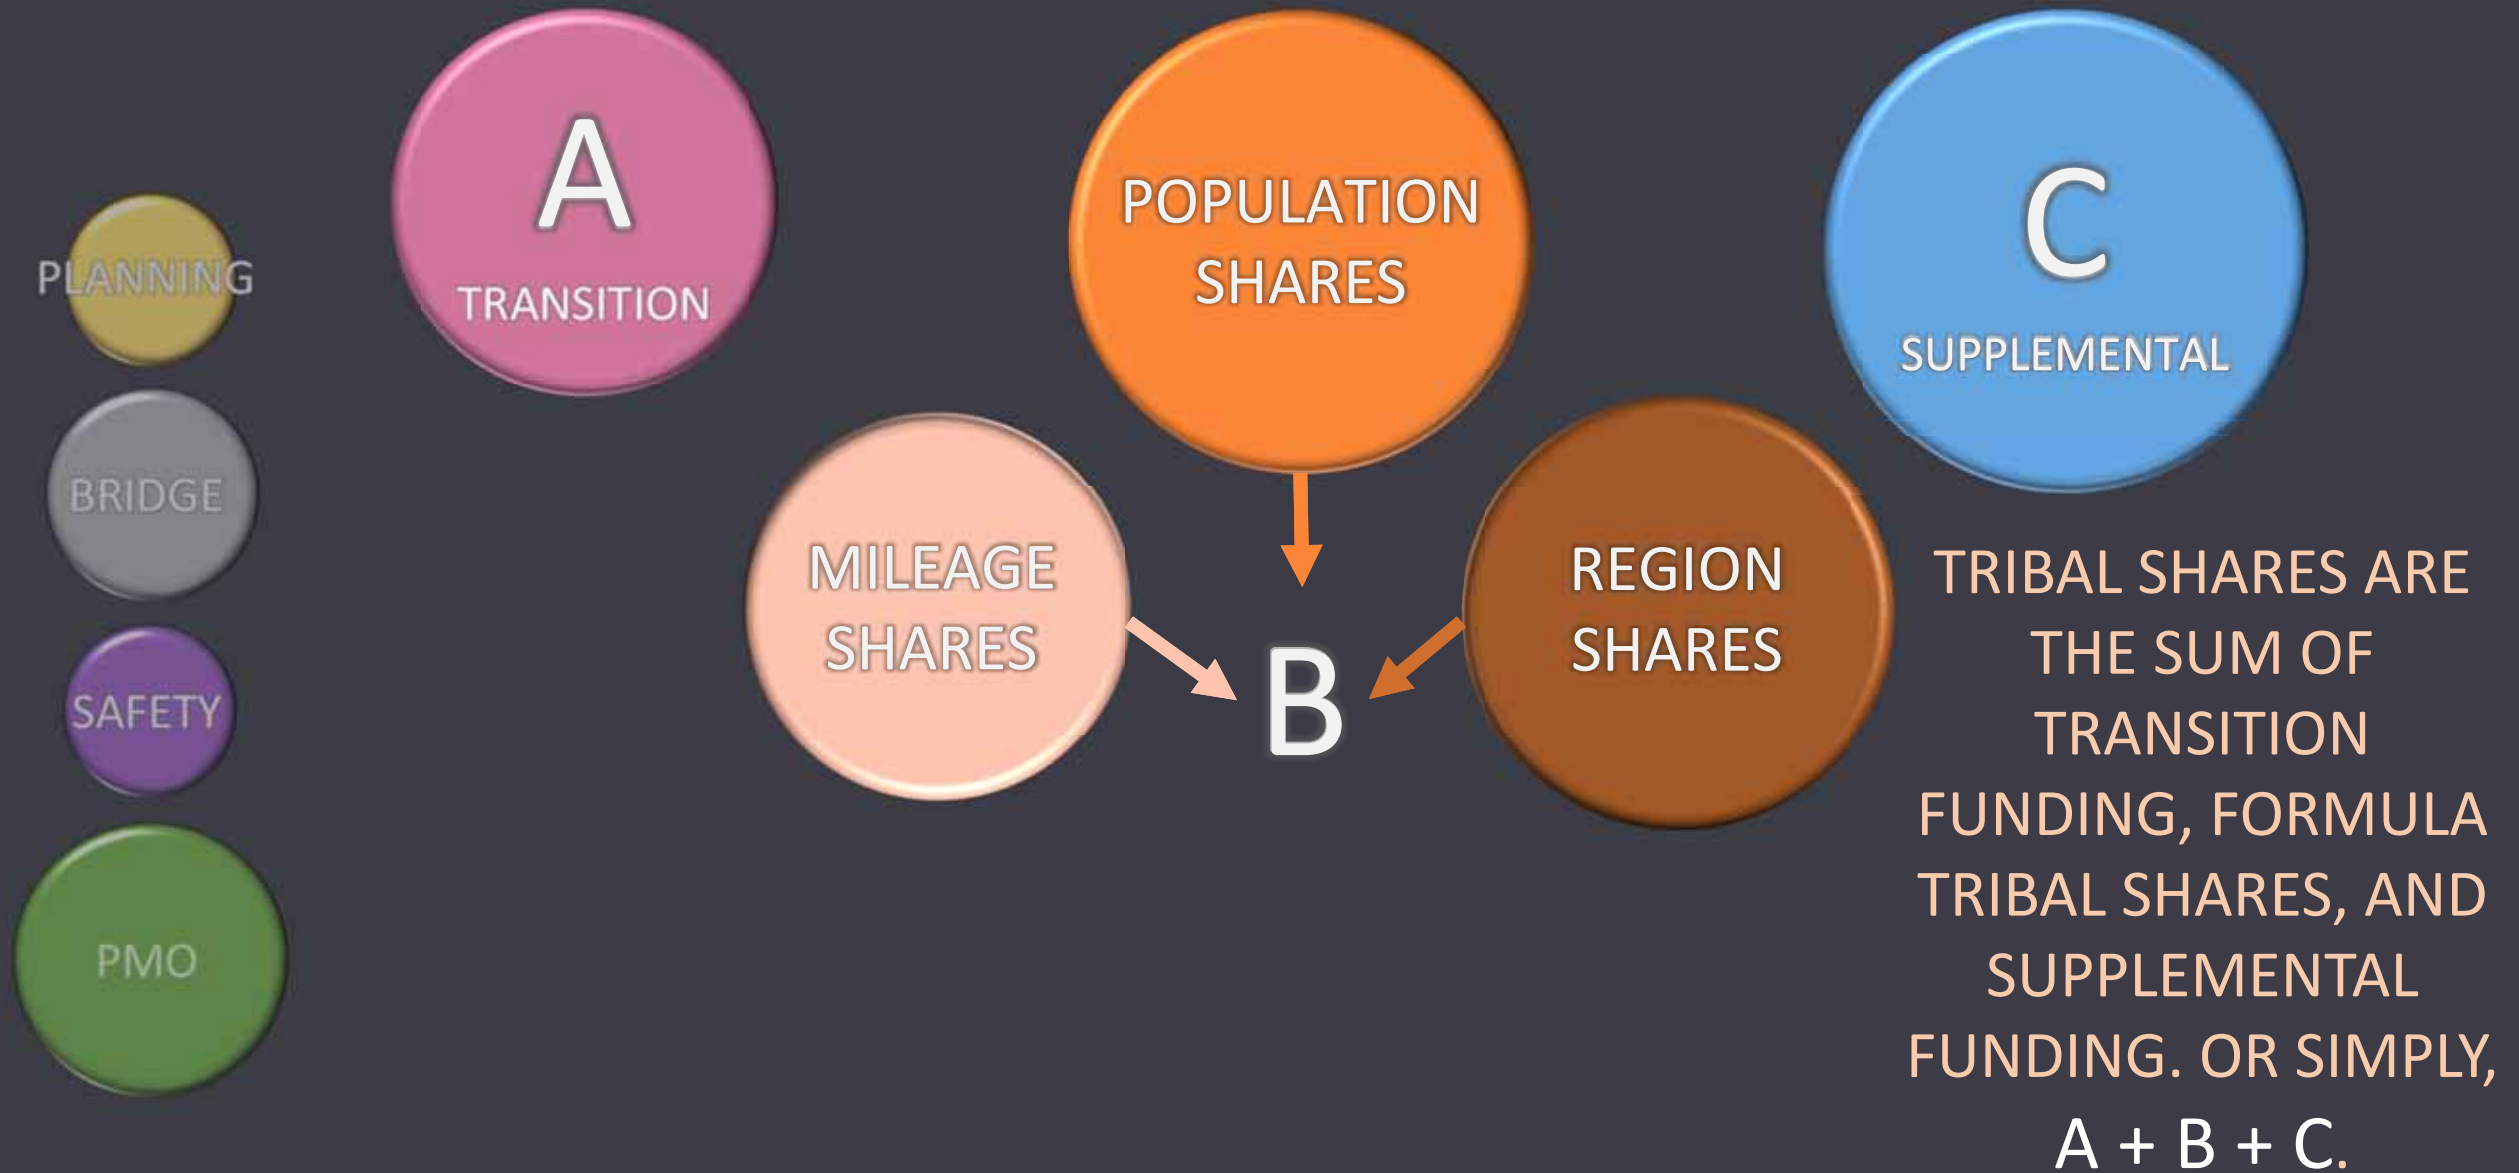 PLANNING
BRIDGE
SAFETY
PMO
A
TRANSITION
MILEAGE
SHARES
POPULATION
SHARES
B
REGION
SHARES
C
SUPPLEMENTAL
TRIBAL SHARES ARE
THE SUM OF
TRANSITION
FUNDING, FORMULA
TRIBAL SHARES, AND
SUPPLEMENTAL
FUNDING. OR SIMPLY,
A + B + C.